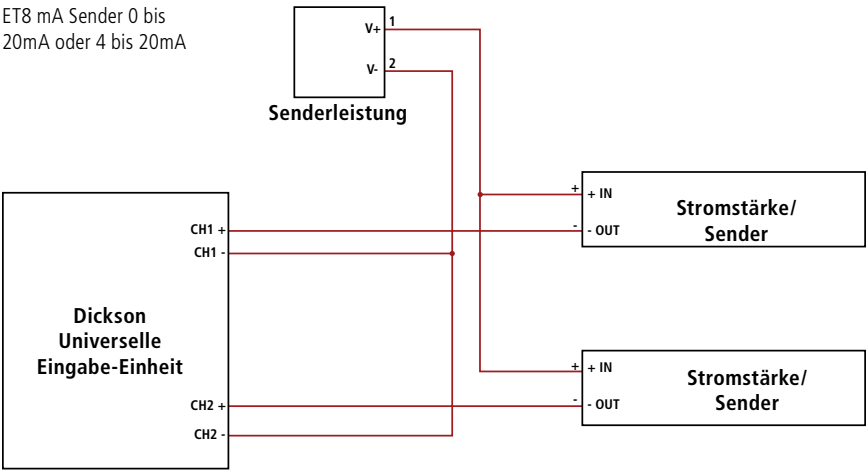 ET8 mA Sender 0 bis
20mA oder 4 bis 20mA
V+ 1
V- 2
Senderleistung
+ + IN
Stromstärke/
Sender
- - OUT
CH1 +
CH1 -
Dickson
Universelle
Eingabe-Einheit
+ + IN
Stromstärke/
Sender
- - OUT
CH2 +
CH2 -